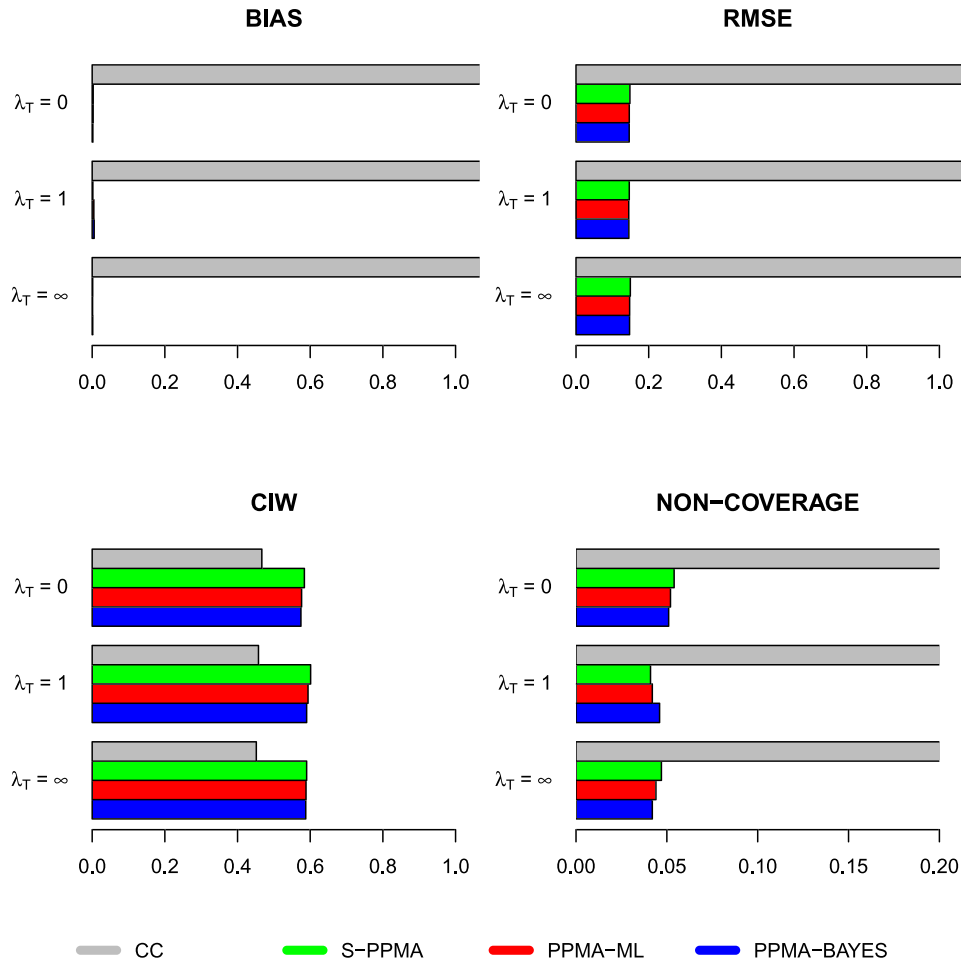 BIAS
RMSE
λT = 0
λT = 1
λT = ∞
0.0 0.2 0.4 0.6 0.8 1.0
λT = 0
λT = 1
λT = ∞
0.0 0.2 0.4 0.6 0.8 1.0
CIW
NON−COVERAGE
λT = 0
λT = 1
λT = ∞
0.0 0.2 0.4 0.6 0.8 1.0
λT = 0
λT = 1
λT = ∞
0.00 0.05 0.10 0.15 0.20
CC S−PPMA PPMA−ML PPMA−BAYES